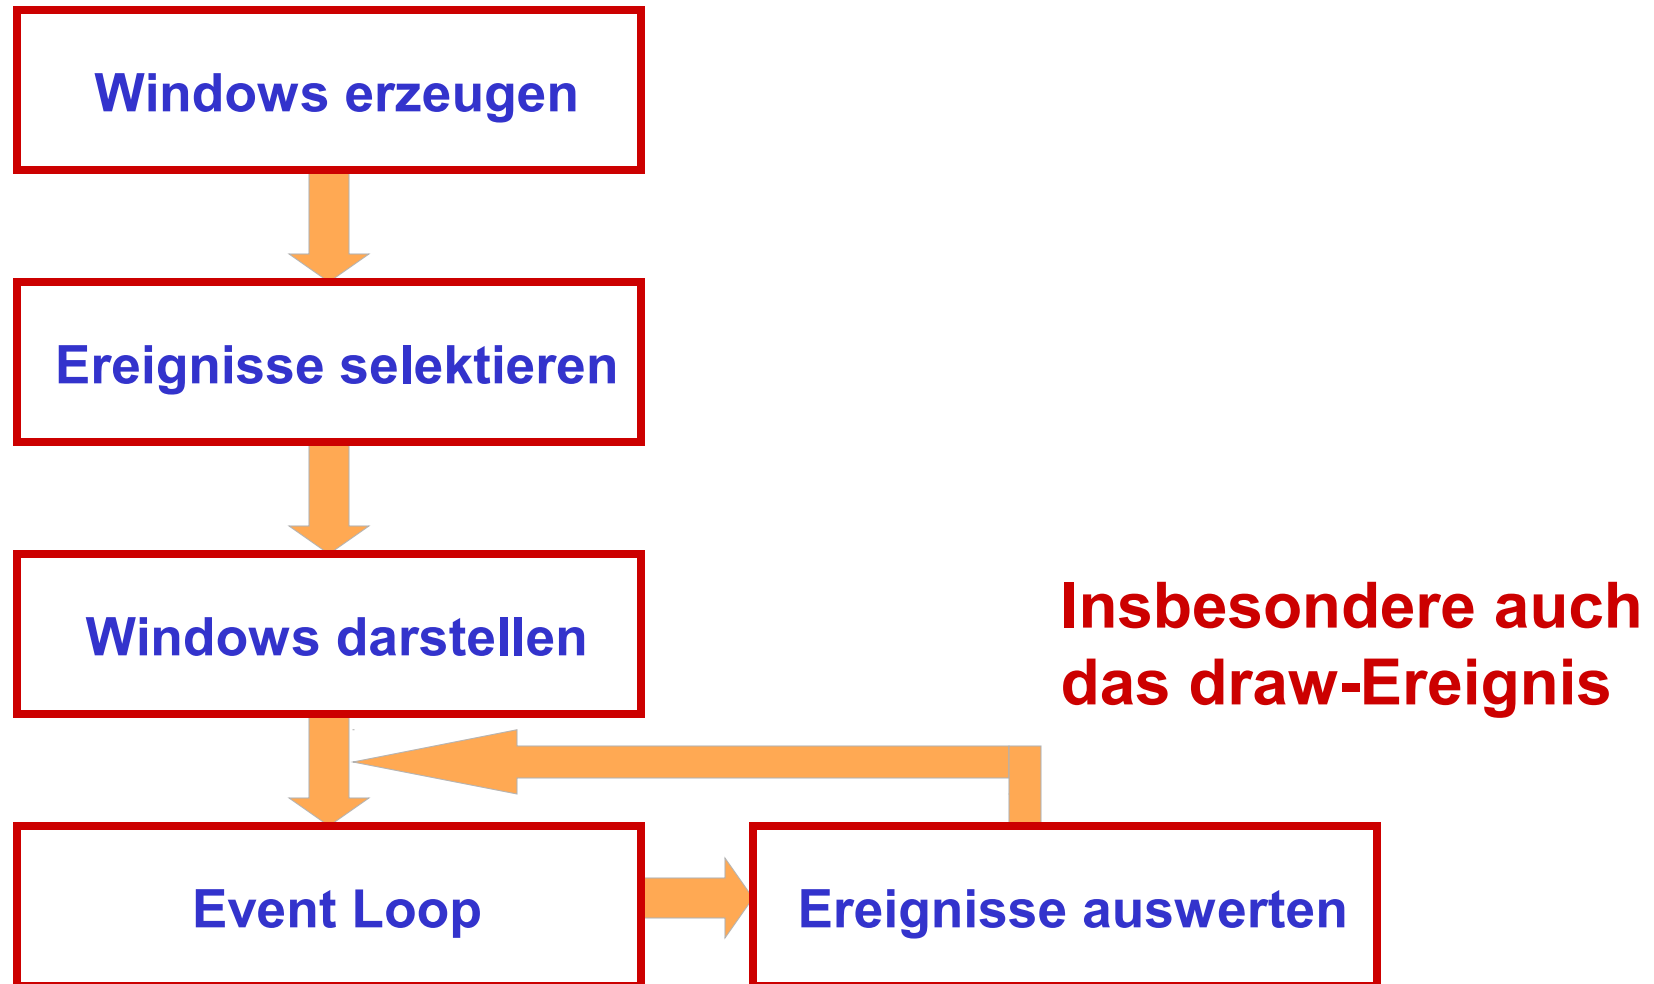 Windows erzeugen
Ereignisse selektieren
Windows darstellen
Insbesondere auch
das draw-Ereignis
Event Loop
Ereignisse auswerten